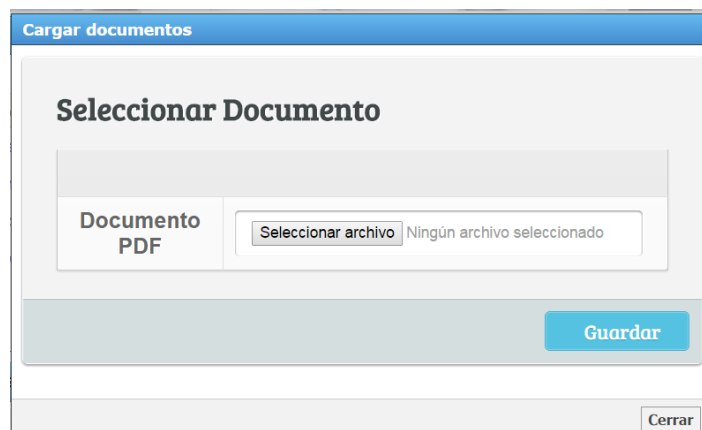 Cargar documentos
Seleccionar Documento
Documento
PDF
Seleccionar archivo Ningún archivo seleccionado
Guardar
Cerrar